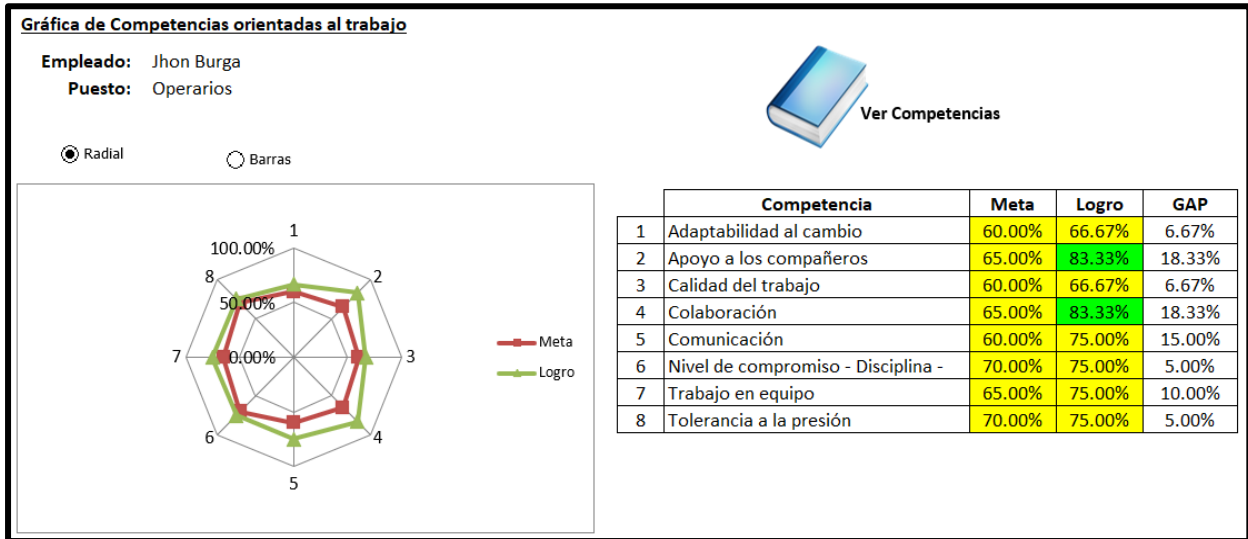 Gráfica de Competencias orientadas al trabajo
Empleado: Jhon Burga
Puesto: Operarios
Ver Competencias
Radial Barras
1
100.00%
8 2
50.00%
7 0.00% 3
6 4
5
Meta
Logro
Competencia Meta Logro GAP
1 Adaptabilidad al cambio 60.00% 66.67% 6.67%
2 Apoyo a los compañeros 65.00% 83.33% 18.33%
3 Calidad del trabajo 60.00% 66.67% 6.67%
4 Colaboración 65.00% 83.33% 18.33%
5 Comunicación 60.00% 75.00% 15.00%
6 Nivel de compromiso - Disciplina - 70.00% 75.00% 5.00%
7 Trabajo en equipo 65.00% 75.00% 10.00%
8 Tolerancia a la presión 70.00% 75.00% 5.00%